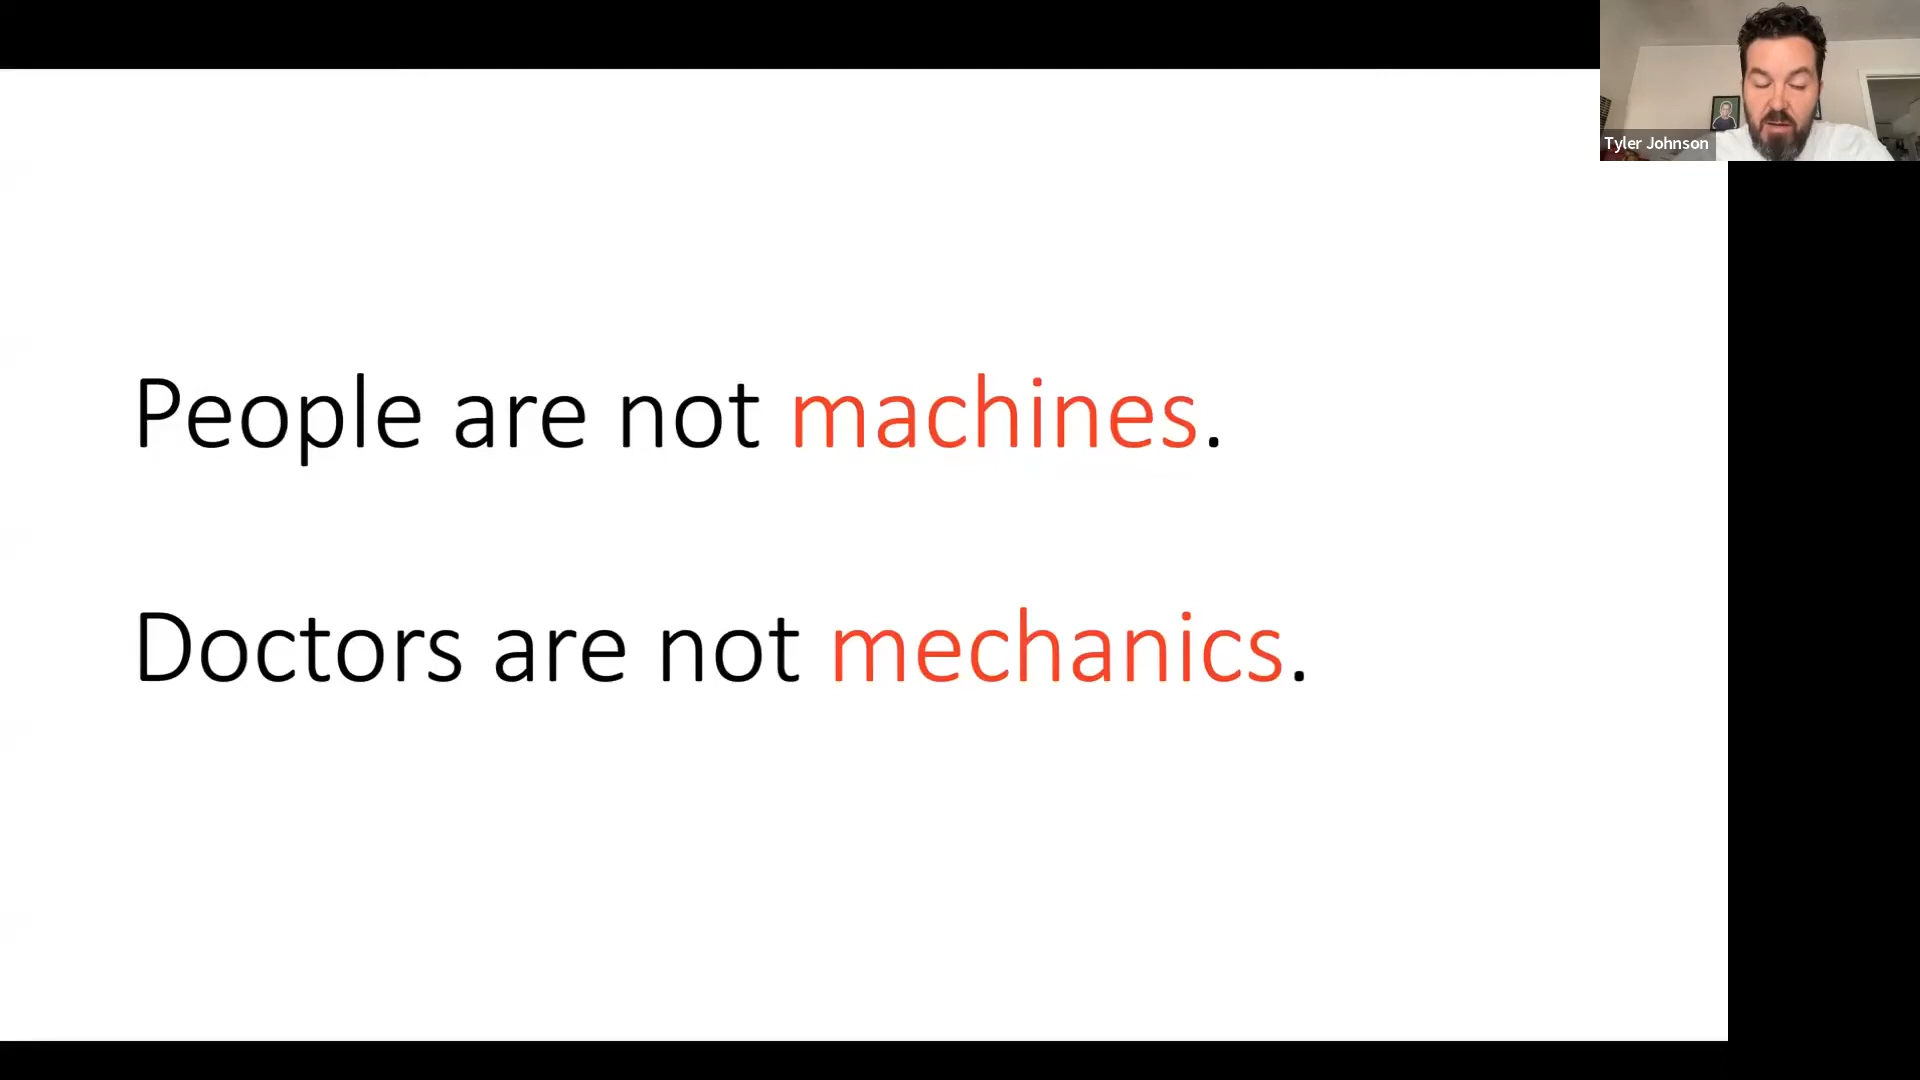 Tyler Johnson
People are not machines.
Doctors are not mechanics.